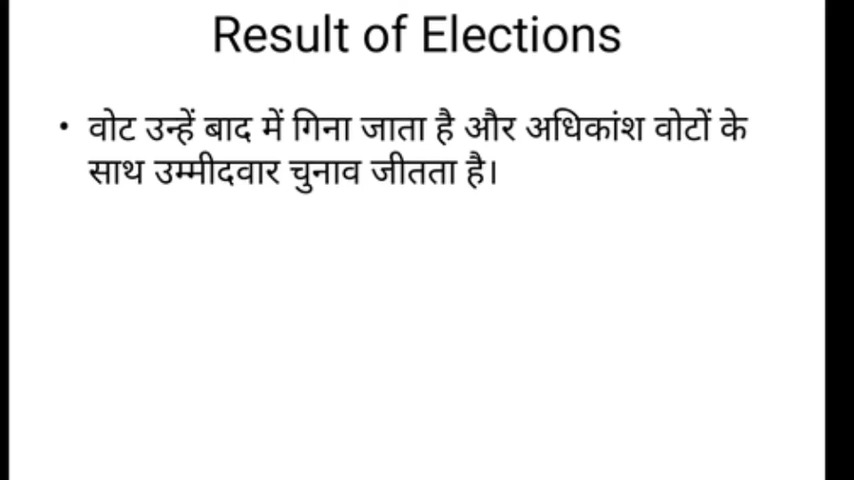 Result of Elections
• वोट उन्हें बाद में गिना जाता है और अधिकांश वोटों के
साथ उम्मीदवार चुनाव जीतता है।